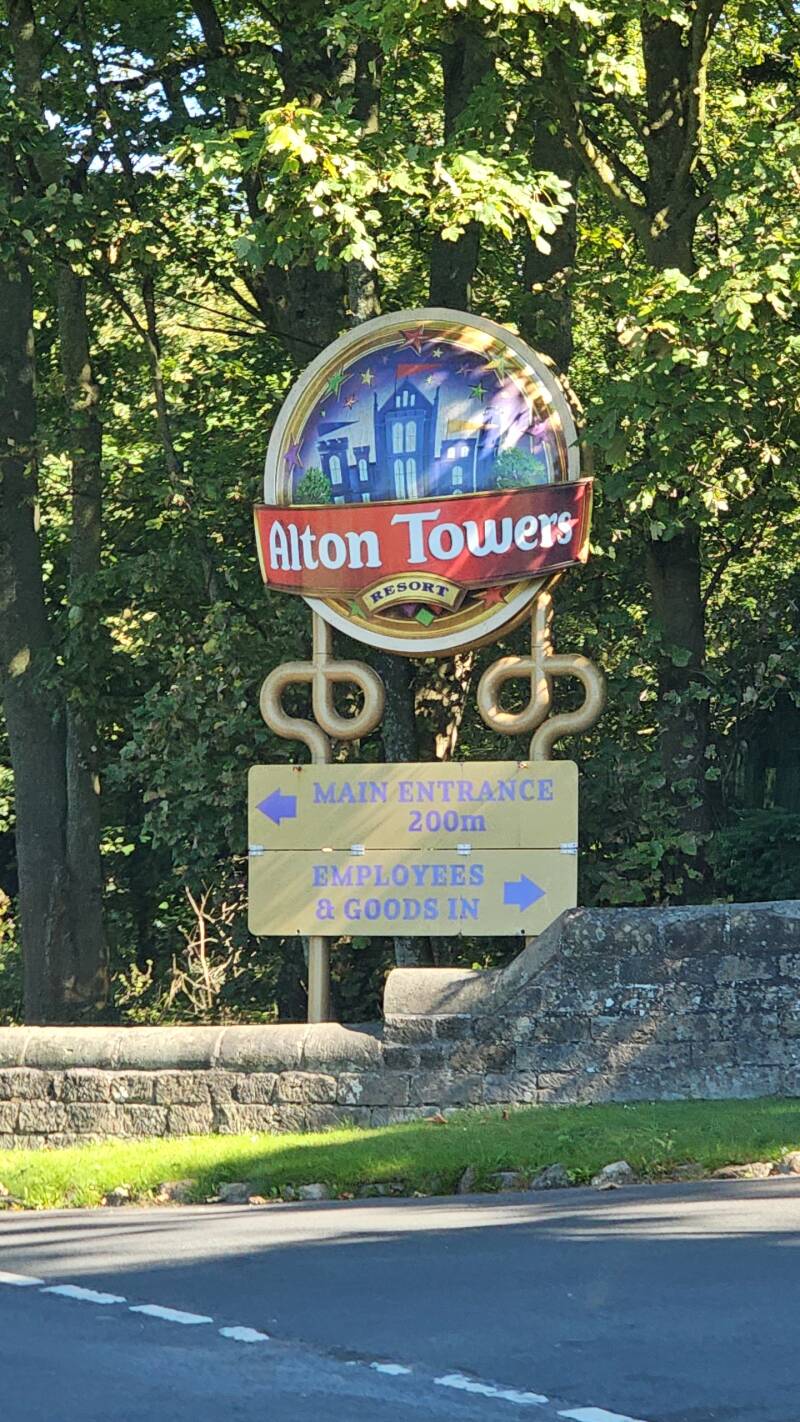 Alton Towers
RESORT
MAIN ENTRANCE
200m
EMPLOYEES
& GOODS IN